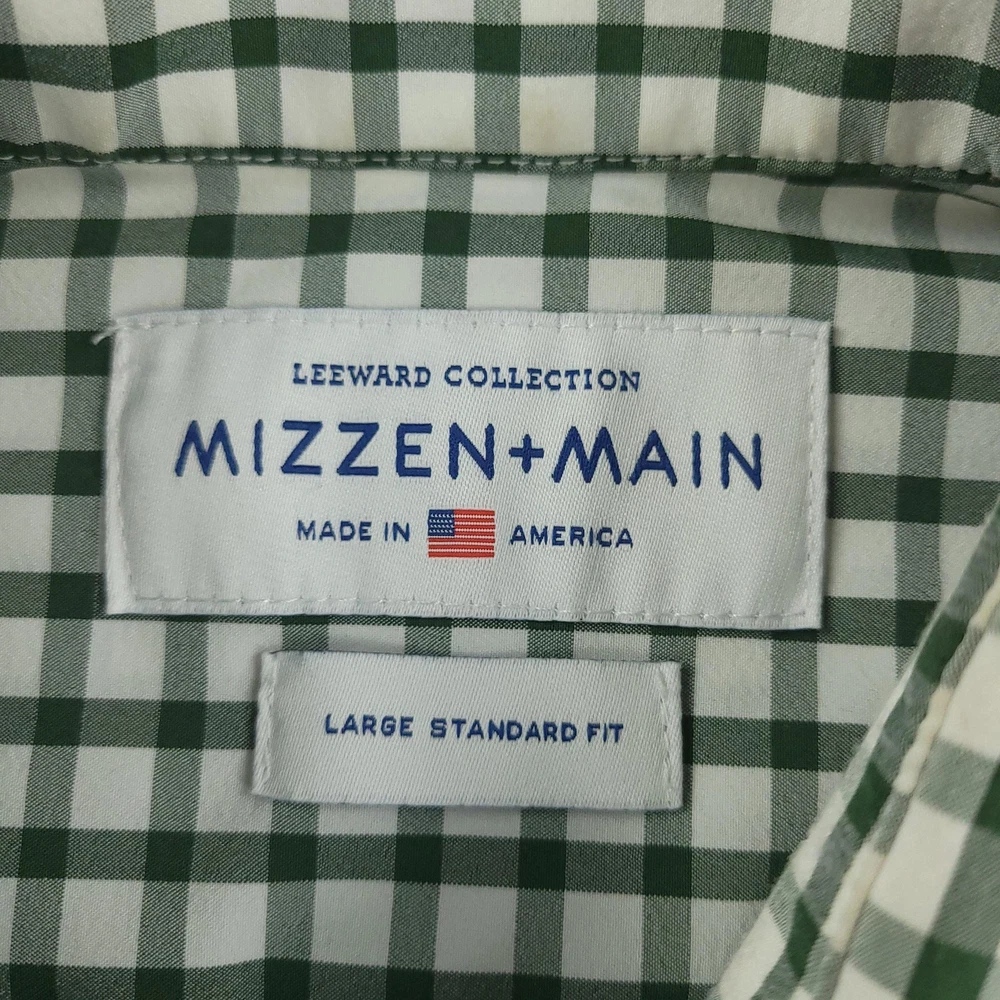 LEEWARD COLLECTION
MIZZEN+MAIN
MADE IN AMERICA
LARGE STANDARD FIT